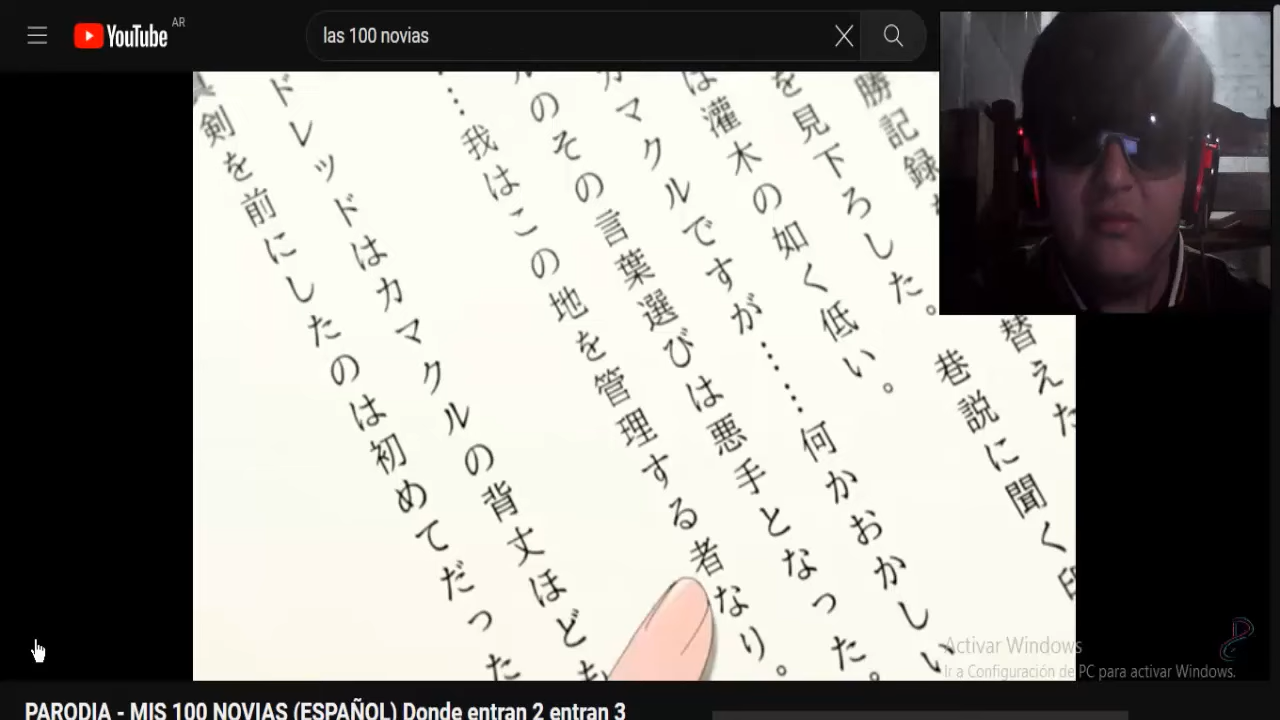 YouTube
AR
las 100 novias
替えた
巷説に聞く
勝記録
を見下ろした。
は灌木の如く低い。
カマクルですが……何かおかしい
ルのその言葉選びは悪手となった。
…我はこの地を管理する者なり。
ドレッドはカマクルの背丈ほども
真剣を前にしたのは初めてだった
Activar Windows
Ir a Configuración de PC para activar Windows.
PARODIA - MIS 100 NOVIAS (ESPAÑOL) Donde entran 2 entran 3